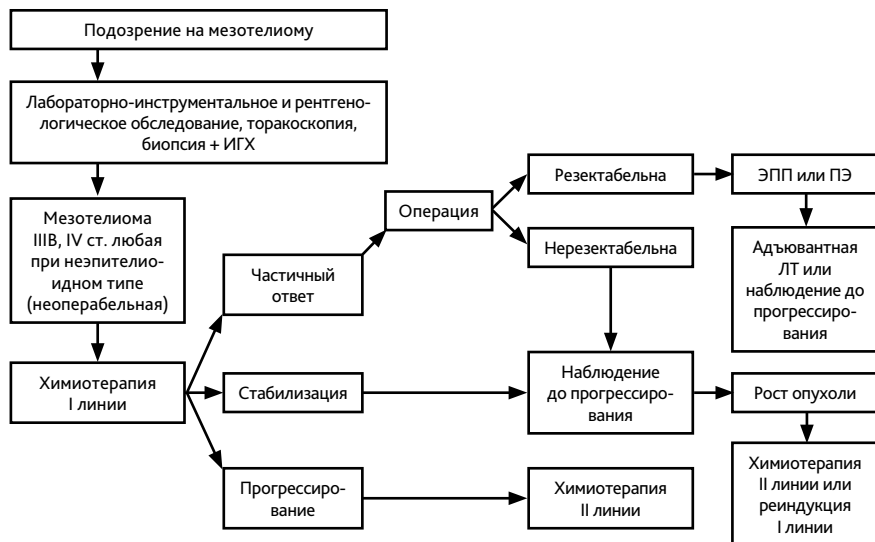 Подозрение на мезотелиому
Лабораторно-инструментальное и рентгено-
логическое обследование, торакоскопия,
биопсия + ИГХ
Мезотелиома
IIIB, IV ст. любая
при неэпителио-
идном типе
(неоперабельная)
Химиотерапия
I линии
Частичный
ответ
Стабилизация
Прогрессиро-
вание
Операция
Резектабельна
Нерезектабельна
Наблюдение
до прогрессиро-
вания
Химиотерапия
II линии
ЭПП или ПЭ
Адъювантная
ЛТ или
наблюдение до
прогрессиро-
вания
Рост опухоли
Химиотерапия
II линии или
реиндукция
I линии